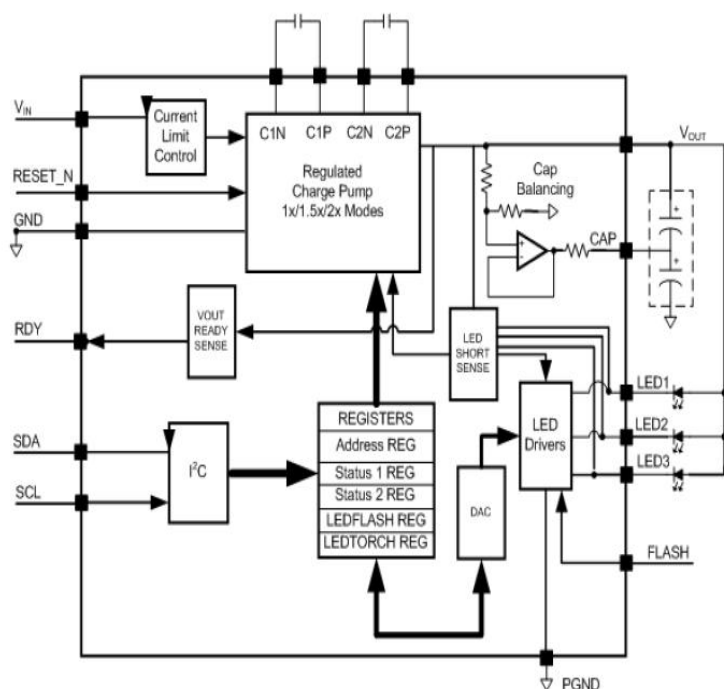 C1N C1P C2N C2P
Regulated
Charge Pump
1x/1.5x/2x Modes
VIN
Current
Limit
Control
RESET_N
GND
VOUT
Cap
Balancing
+
-
CAP
+
+
RDY
VOUT
READY
SENSE
LED
SHORT
SENSE
LED1
LED2
LED3
LED
Drivers
REGISTERS
Address REG
Status 1 REG
Status 2 REG
LEDFLASH REG
LEDTORCH REG
SDA
SCL
I²C
DAC
FLASH
PGND